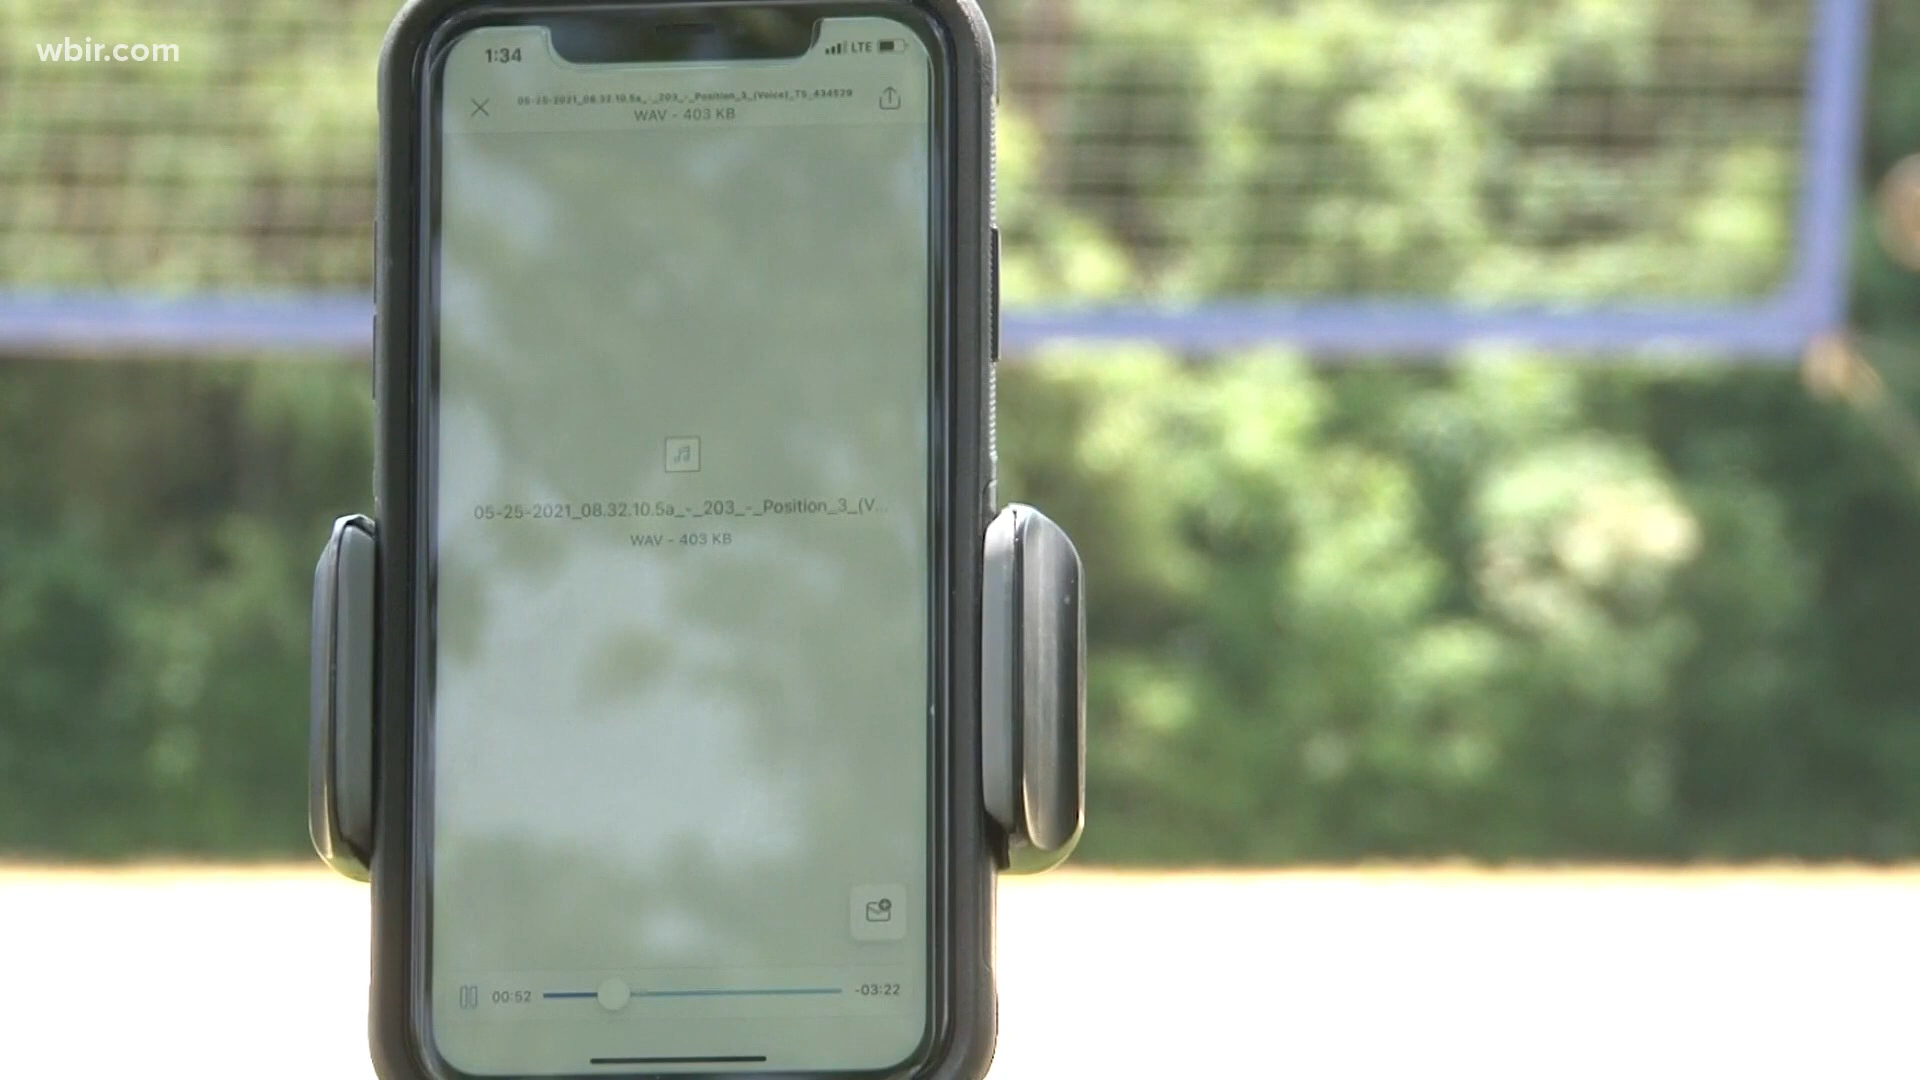 wbir.com
1:34
LTE
05-25-2021_08.32.10.5a_-_203_-_Position_3_(Voice)_TS_434529
WAV - 403 KB
05-25-2021_08.32.10.5a_-_203_-_Position_3_(V...
WAV - 403 KB
00:52
-03:22